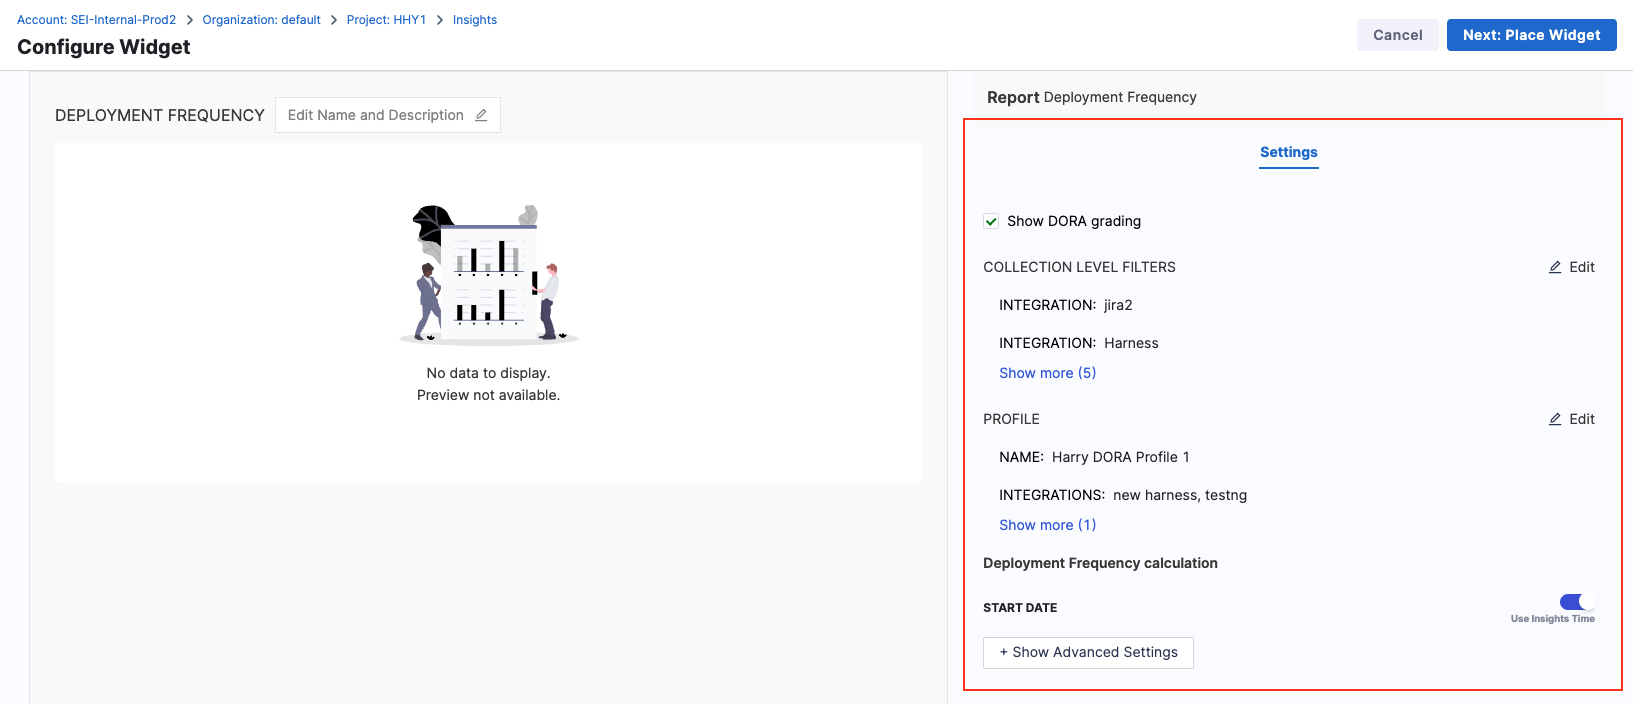 Account: SEI-Internal-Prod2 > Organization: default > Project: HHY1 > Insights
Configure Widget
Cancel
Next: Place Widget
DEPLOYMENT FREQUENCY
Edit Name and Description
No data to display.
Preview not available.
Report Deployment Frequency
Settings
Show DORA grading
COLLECTION LEVEL FILTERS
Edit
INTEGRATION: jira2
INTEGRATION: Harness
Show more (5)
PROFILE
Edit
NAME: Harry DORA Profile 1
INTEGRATIONS: new harness, testng
Show more (1)
Deployment Frequency calculation
START DATE
Use Insights Time
+ Show Advanced Settings